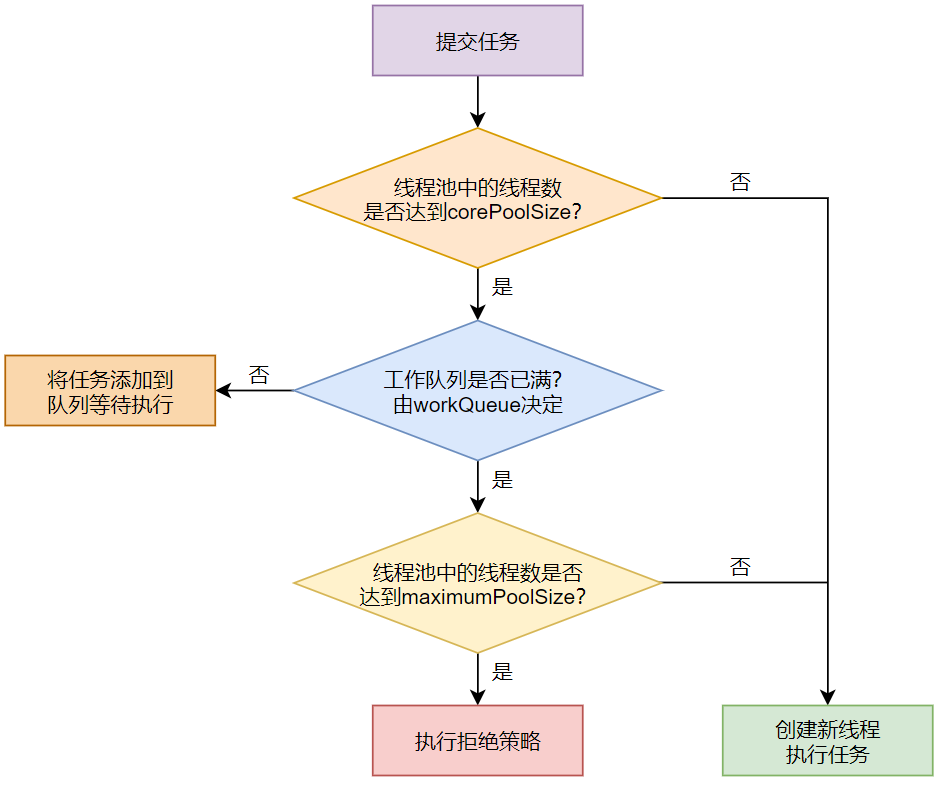 提交任务
线程池中的线程数
是否达到corePoolSize?
否
是
工作队列是否已满?
由workQueue决定
否
将任务添加到
队列等待执行
是
线程池中的线程数是否
达到maximumPoolSize?
否
是
执行拒绝策略
创建新线程
执行任务